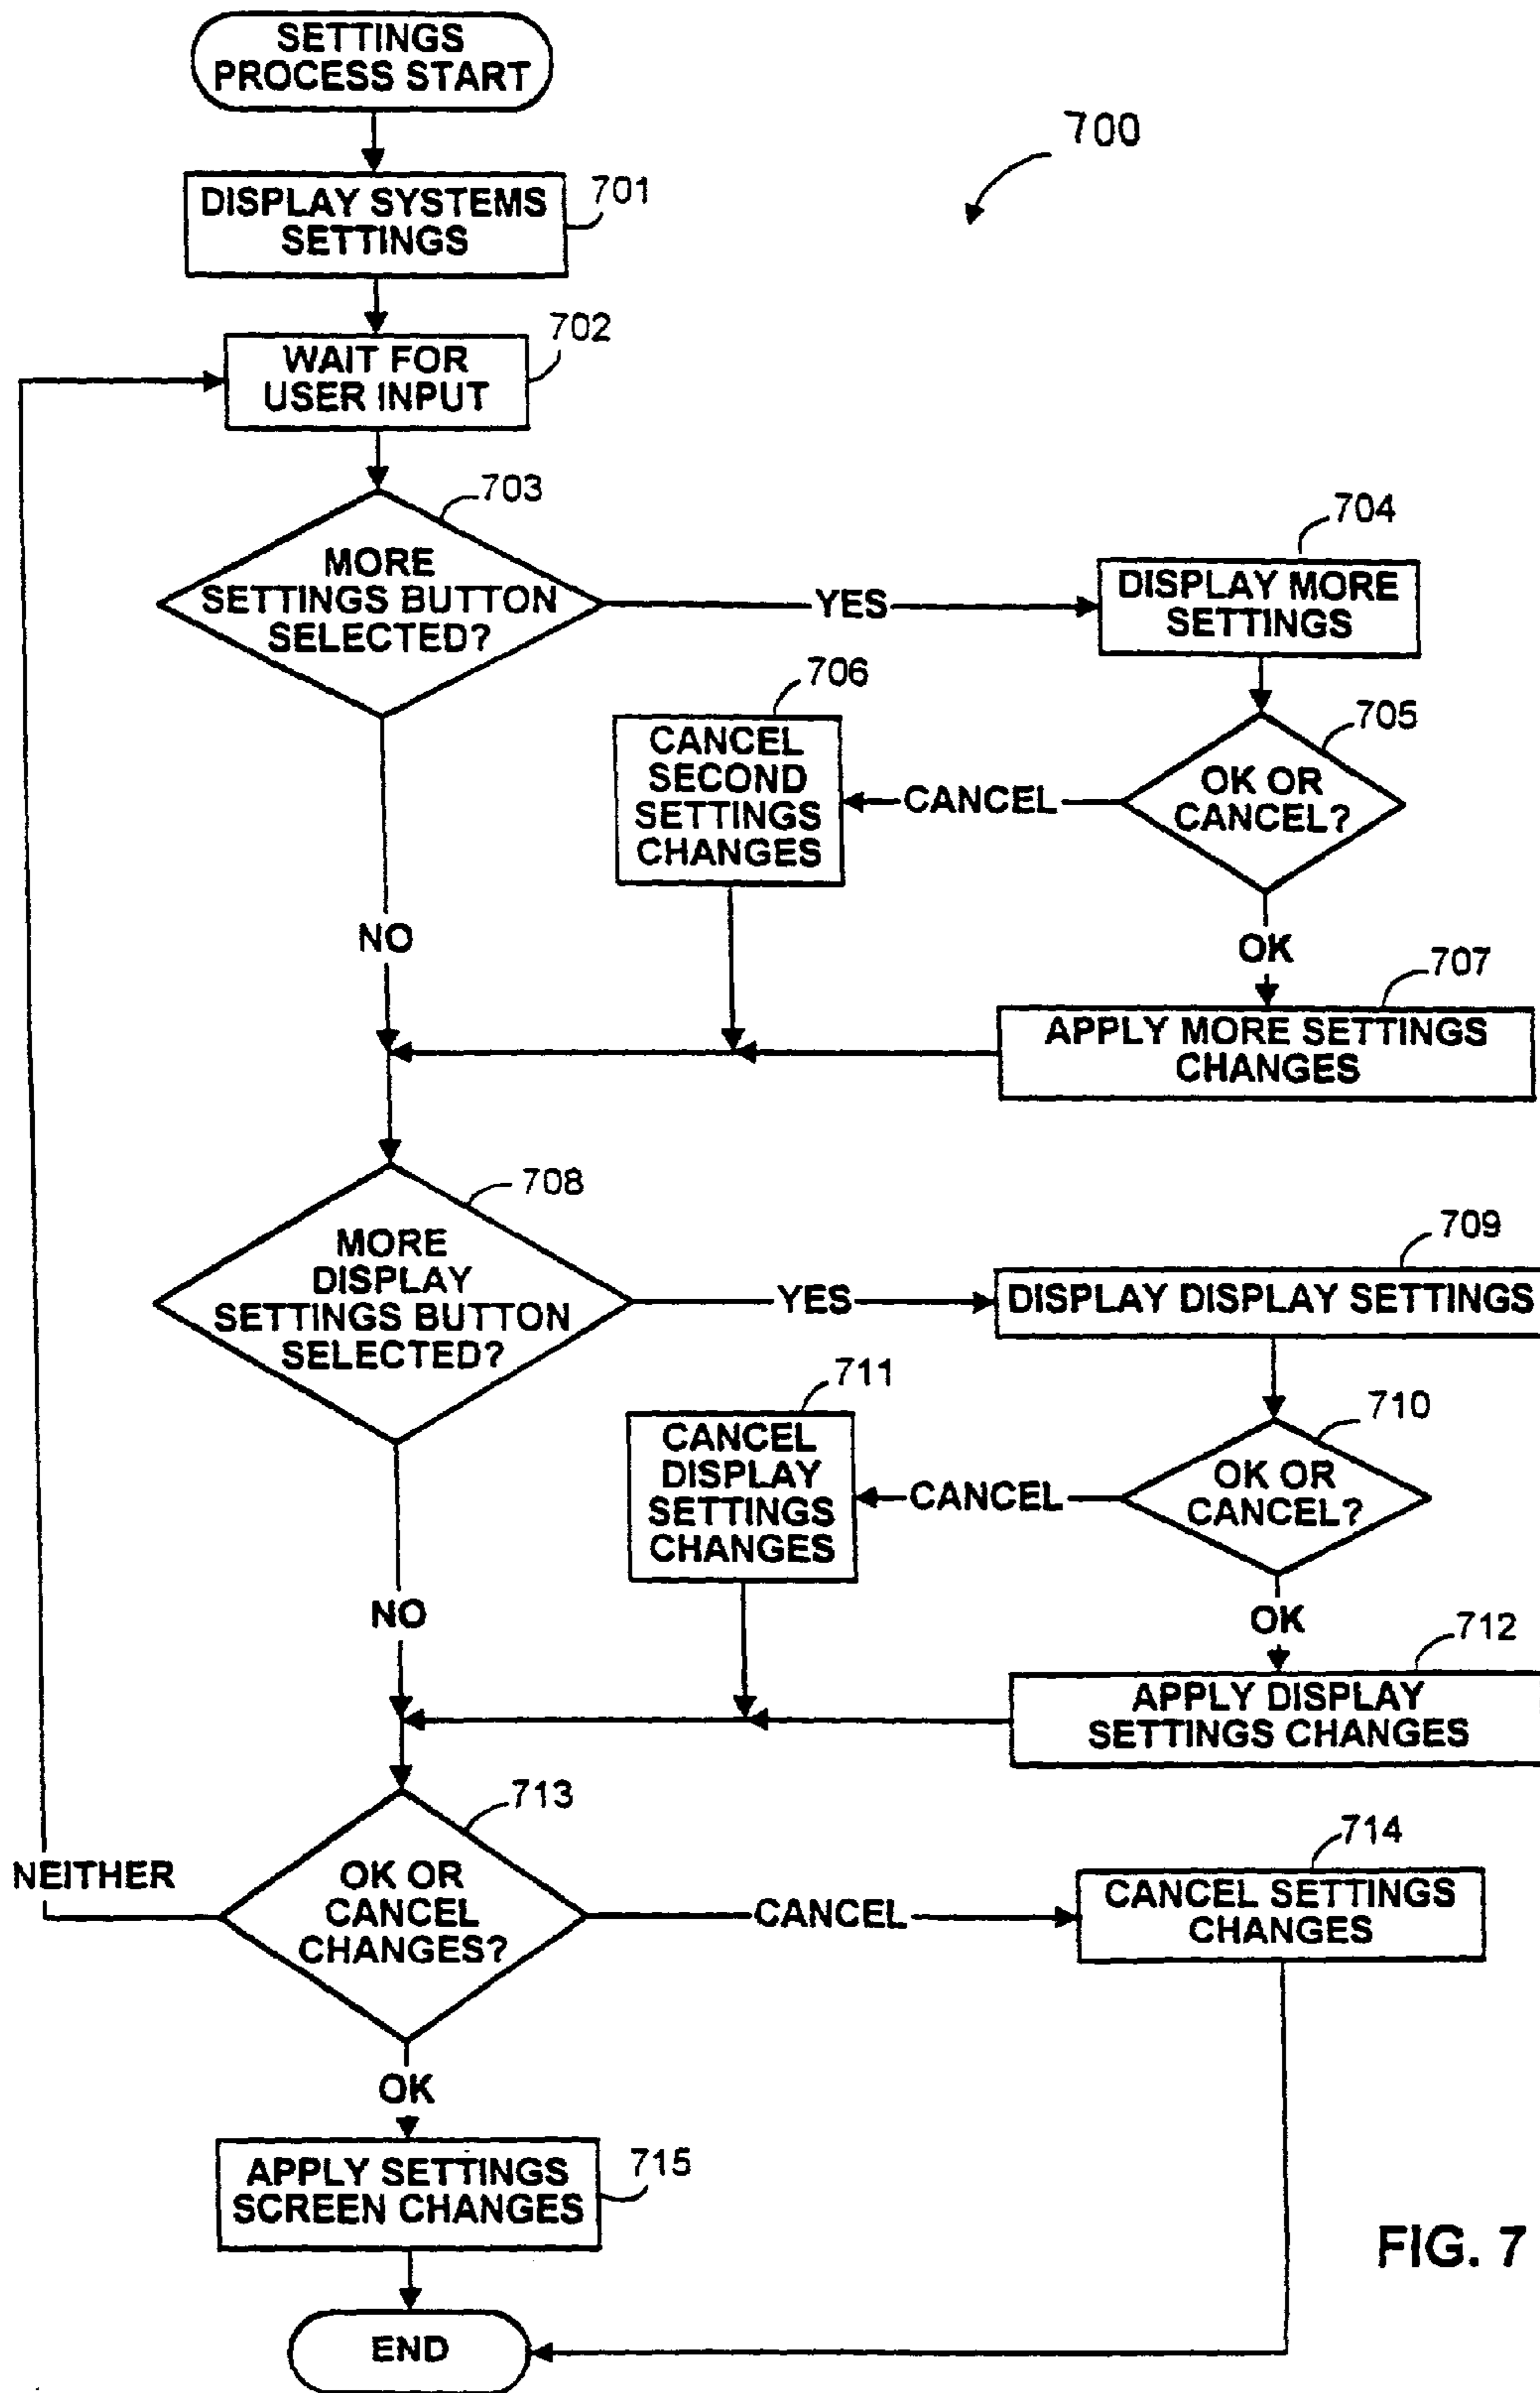 SETTINGS
PROCESS START
700
DISPLAY SYSTEMS
SETTINGS
701
WAIT FOR
USER INPUT
702
MORE
SETTINGS BUTTON
SELECTED?
703
YES
DISPLAY MORE
SETTINGS
704
OK OR
CANCEL?
705
CANCEL
CANCEL
SECOND
SETTINGS
CHANGES
706
NO
OK
APPLY MORE SETTINGS
CHANGES
707
MORE
DISPLAY
SETTINGS BUTTON
SELECTED?
708
YES
DISPLAY DISPLAY SETTINGS
709
OK OR
CANCEL?
710
CANCEL
CANCEL
DISPLAY
SETTINGS
CHANGES
711
NO
OK
APPLY DISPLAY
SETTINGS CHANGES
712
OK OR
CANCEL
CHANGES?
713
NEITHER
CANCEL
CANCEL SETTINGS
CHANGES
714
OK
APPLY SETTINGS
SCREEN CHANGES
715
END
FIG. 7